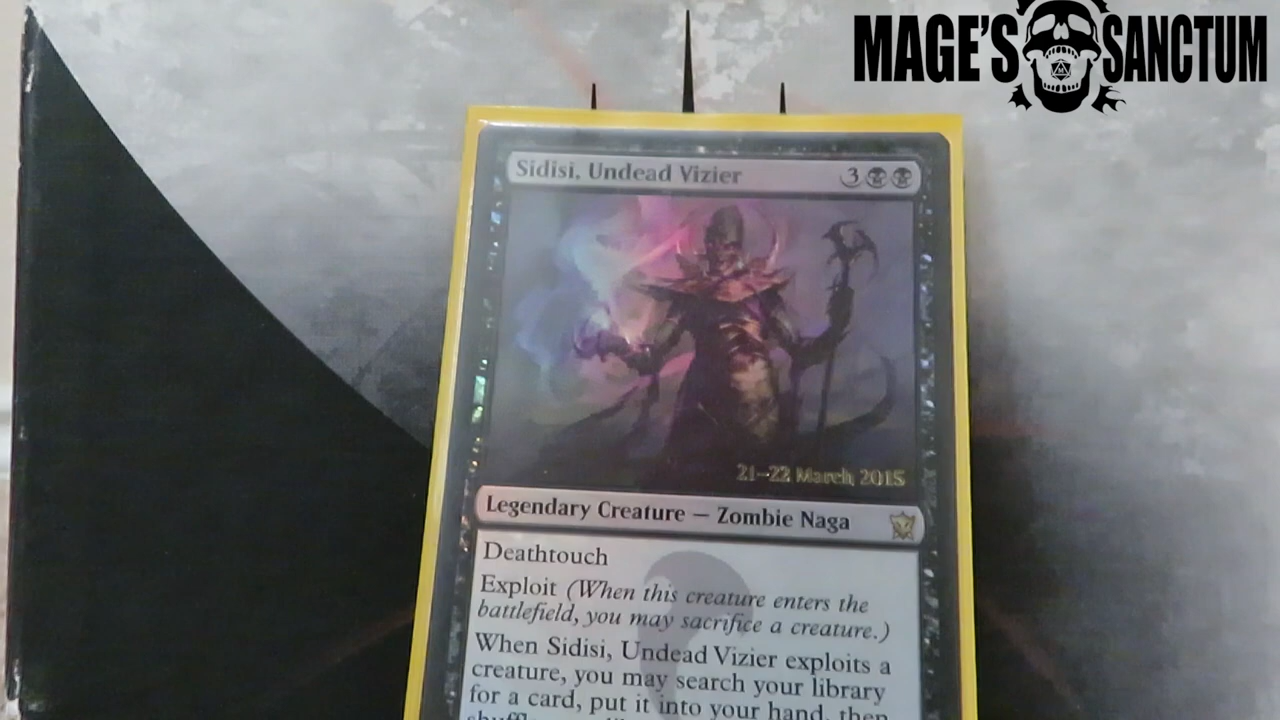 MAGE'S SANCTUM
Sidisi, Undead Vizier 3
21–22 March 2015
Legendary Creature — Zombie Naga
Deathtouch
Exploit (When this creature enters the
battlefield, you may sacrifice a creature.)
When Sidisi, Undead Vizier exploits a
creature, you may search your library
for a card, put it into your hand, then